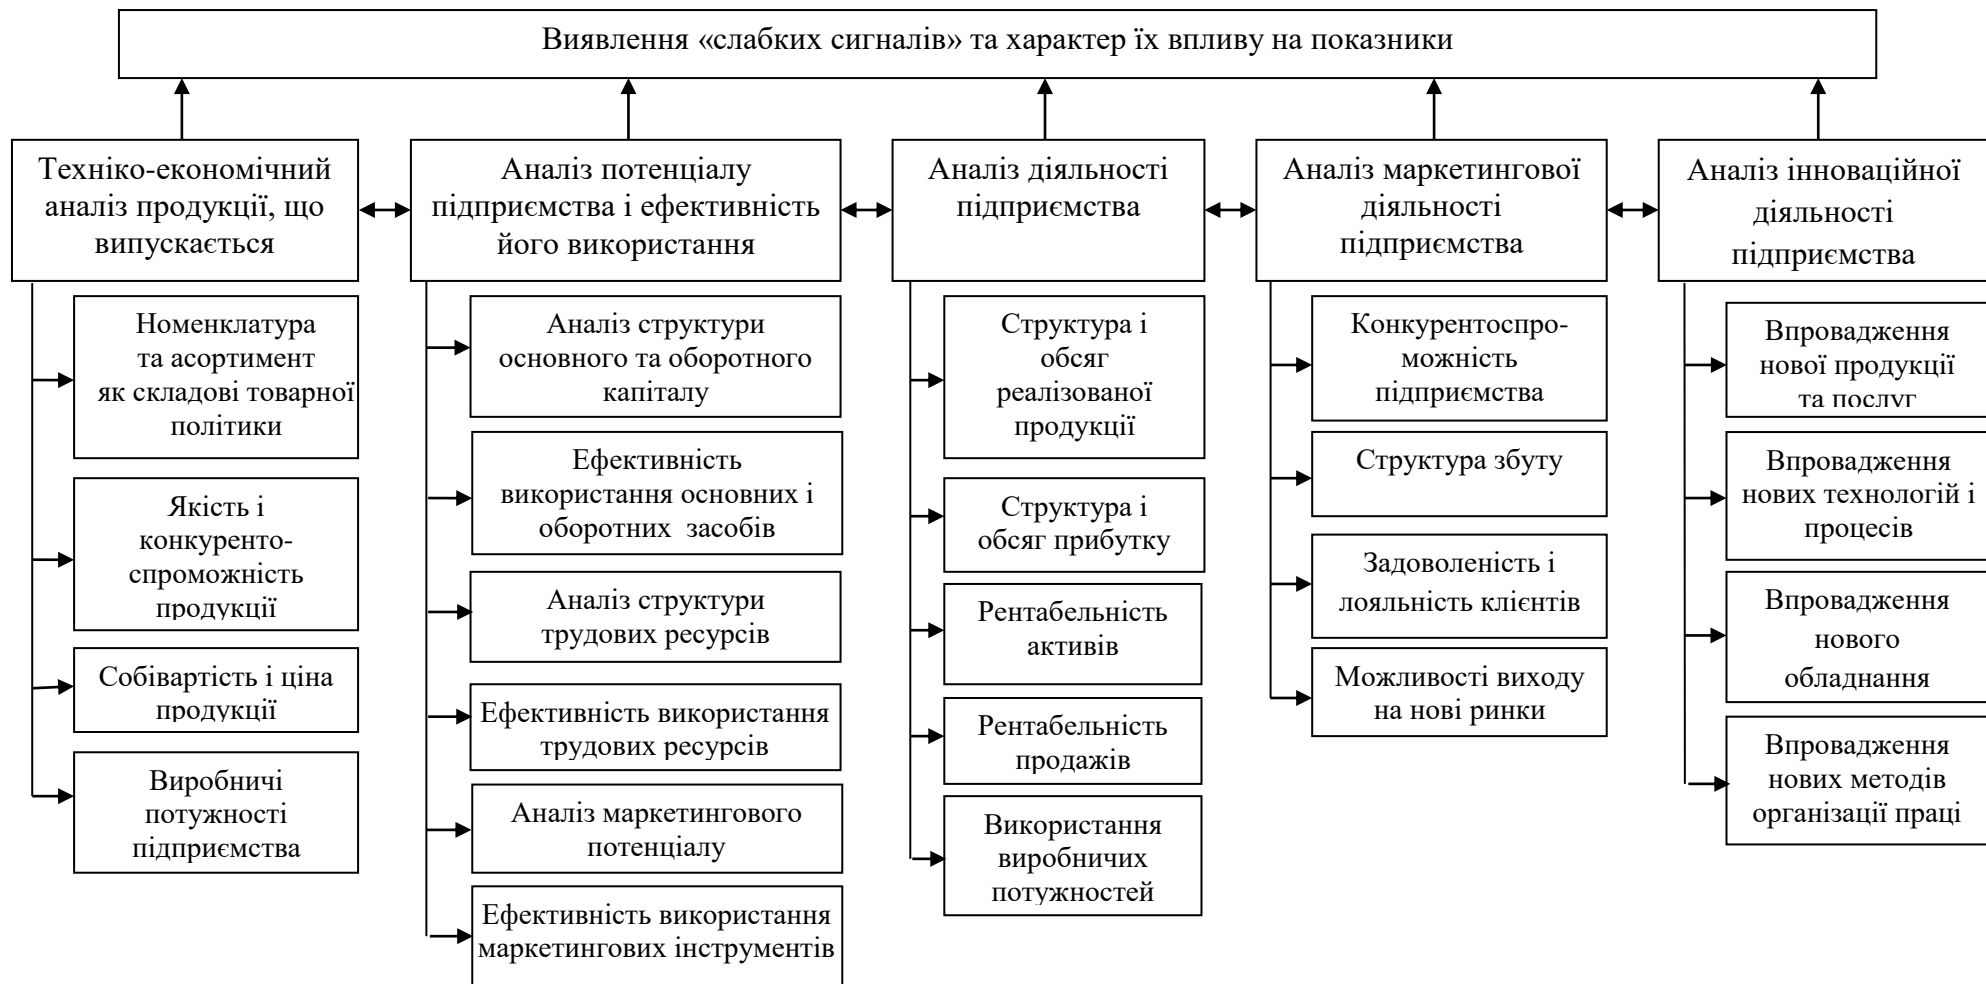 Виявлення «слабких сигналів» та характер їх впливу на показники
Техніко-економічний
аналіз продукції, що
випускається
Аналіз потенціалу
підприємства і ефективність
його використання
Аналіз діяльності
підприємства
Аналіз маркетингової
діяльності
підприємства
Аналіз інноваційної
діяльності
підприємства
Номенклатура
та асортимент
як складові товарної
політики
Якість і
конкуренто-
спроможність
продукції
Собівартість і ціна
продукції
Виробничі
потужності
підприємства
Аналіз структури
основного та оборотного
капіталу
Ефективність
використання основних і
оборотних засобів
Аналіз структури
трудових ресурсів
Ефективність використання
трудових ресурсів
Аналіз маркетингового
потенціалу
Ефективність використання
маркетингових інструментів
Структура і
обсяг
реалізованої
продукції
Структура і
обсяг прибутку
Рентабельність
активів
Рентабельність
продажів
Використання
виробничих
потужностей
Конкурентоспро-
можність
підприємства
Структура збуту
Задоволеність і
лояльність клієнтів
Можливості виходу
на нові ринки
Впровадження
нової продукції
та послуг
Впровадження
нових технологій і
процесів
Впровадження
нового
обладнання
Впровадження
нових методів
організації праці